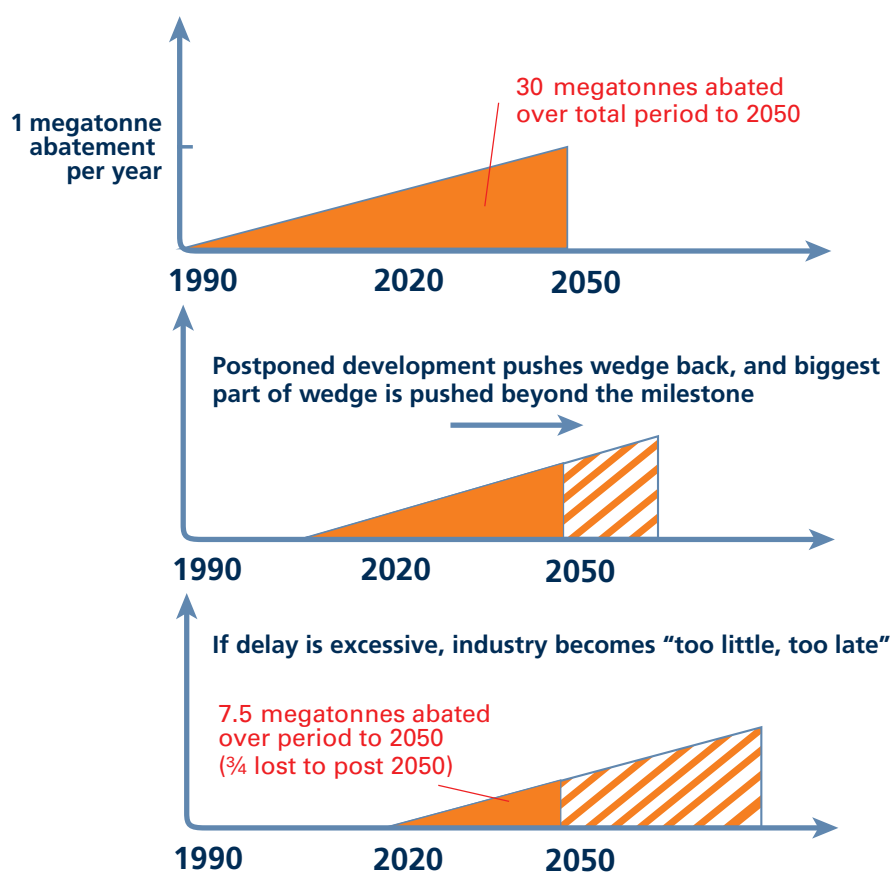 1 megatonne
abatement
per year
30 megatonnes abated
over total period to 2050
1990 2020 2050
Postponed development pushes wedge back, and biggest
part of wedge is pushed beyond the milestone
1990 2020 2050
If delay is excessive, industry becomes “too little, too late”
7.5 megatonnes abated
over period to 2050
(¾ lost to post 2050)
1990 2020 2050